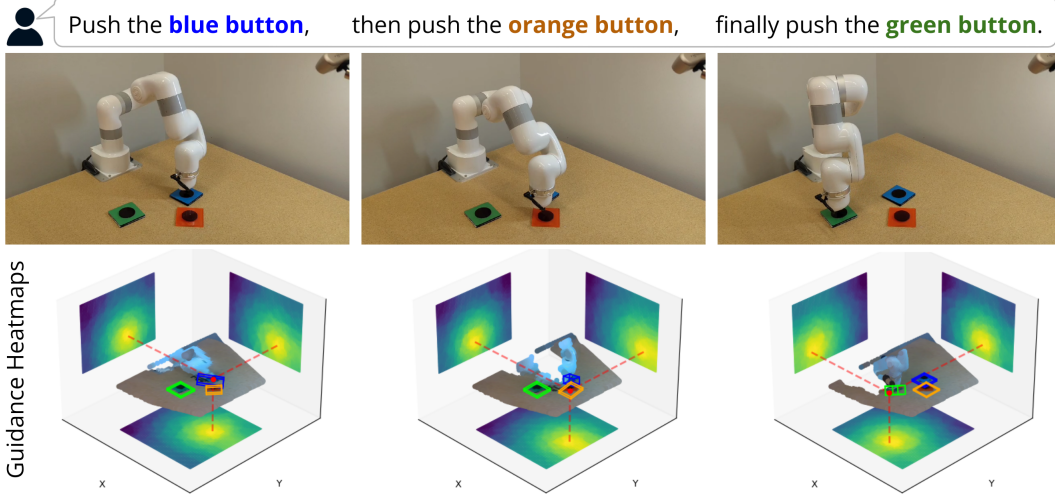 Push the blue button, then push the orange button, finally push the green button.
Guidance Heatmaps
X Y X Y X Y